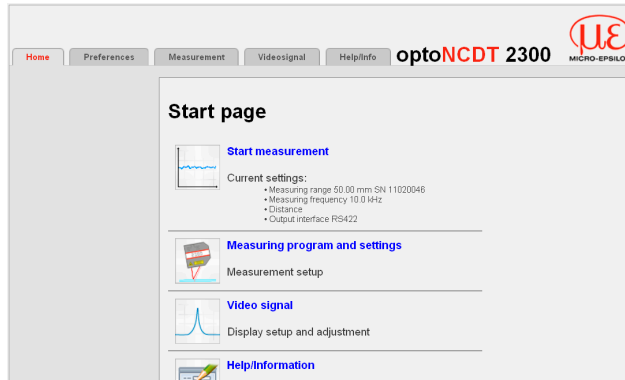 Home
Preferences
Measurement
Videosignal
Help/Info
optoNCDT 2300
µε
MICRO-EPSILO
Start page
Start measurement
Current settings:
• Measuring range 50.00 mm SN 11020046
• Measuring frequency 10.0 kHz
• Distance
• Output interface RS422
Measuring program and settings
Measurement setup
Video signal
Display setup and adjustment
Help/Information